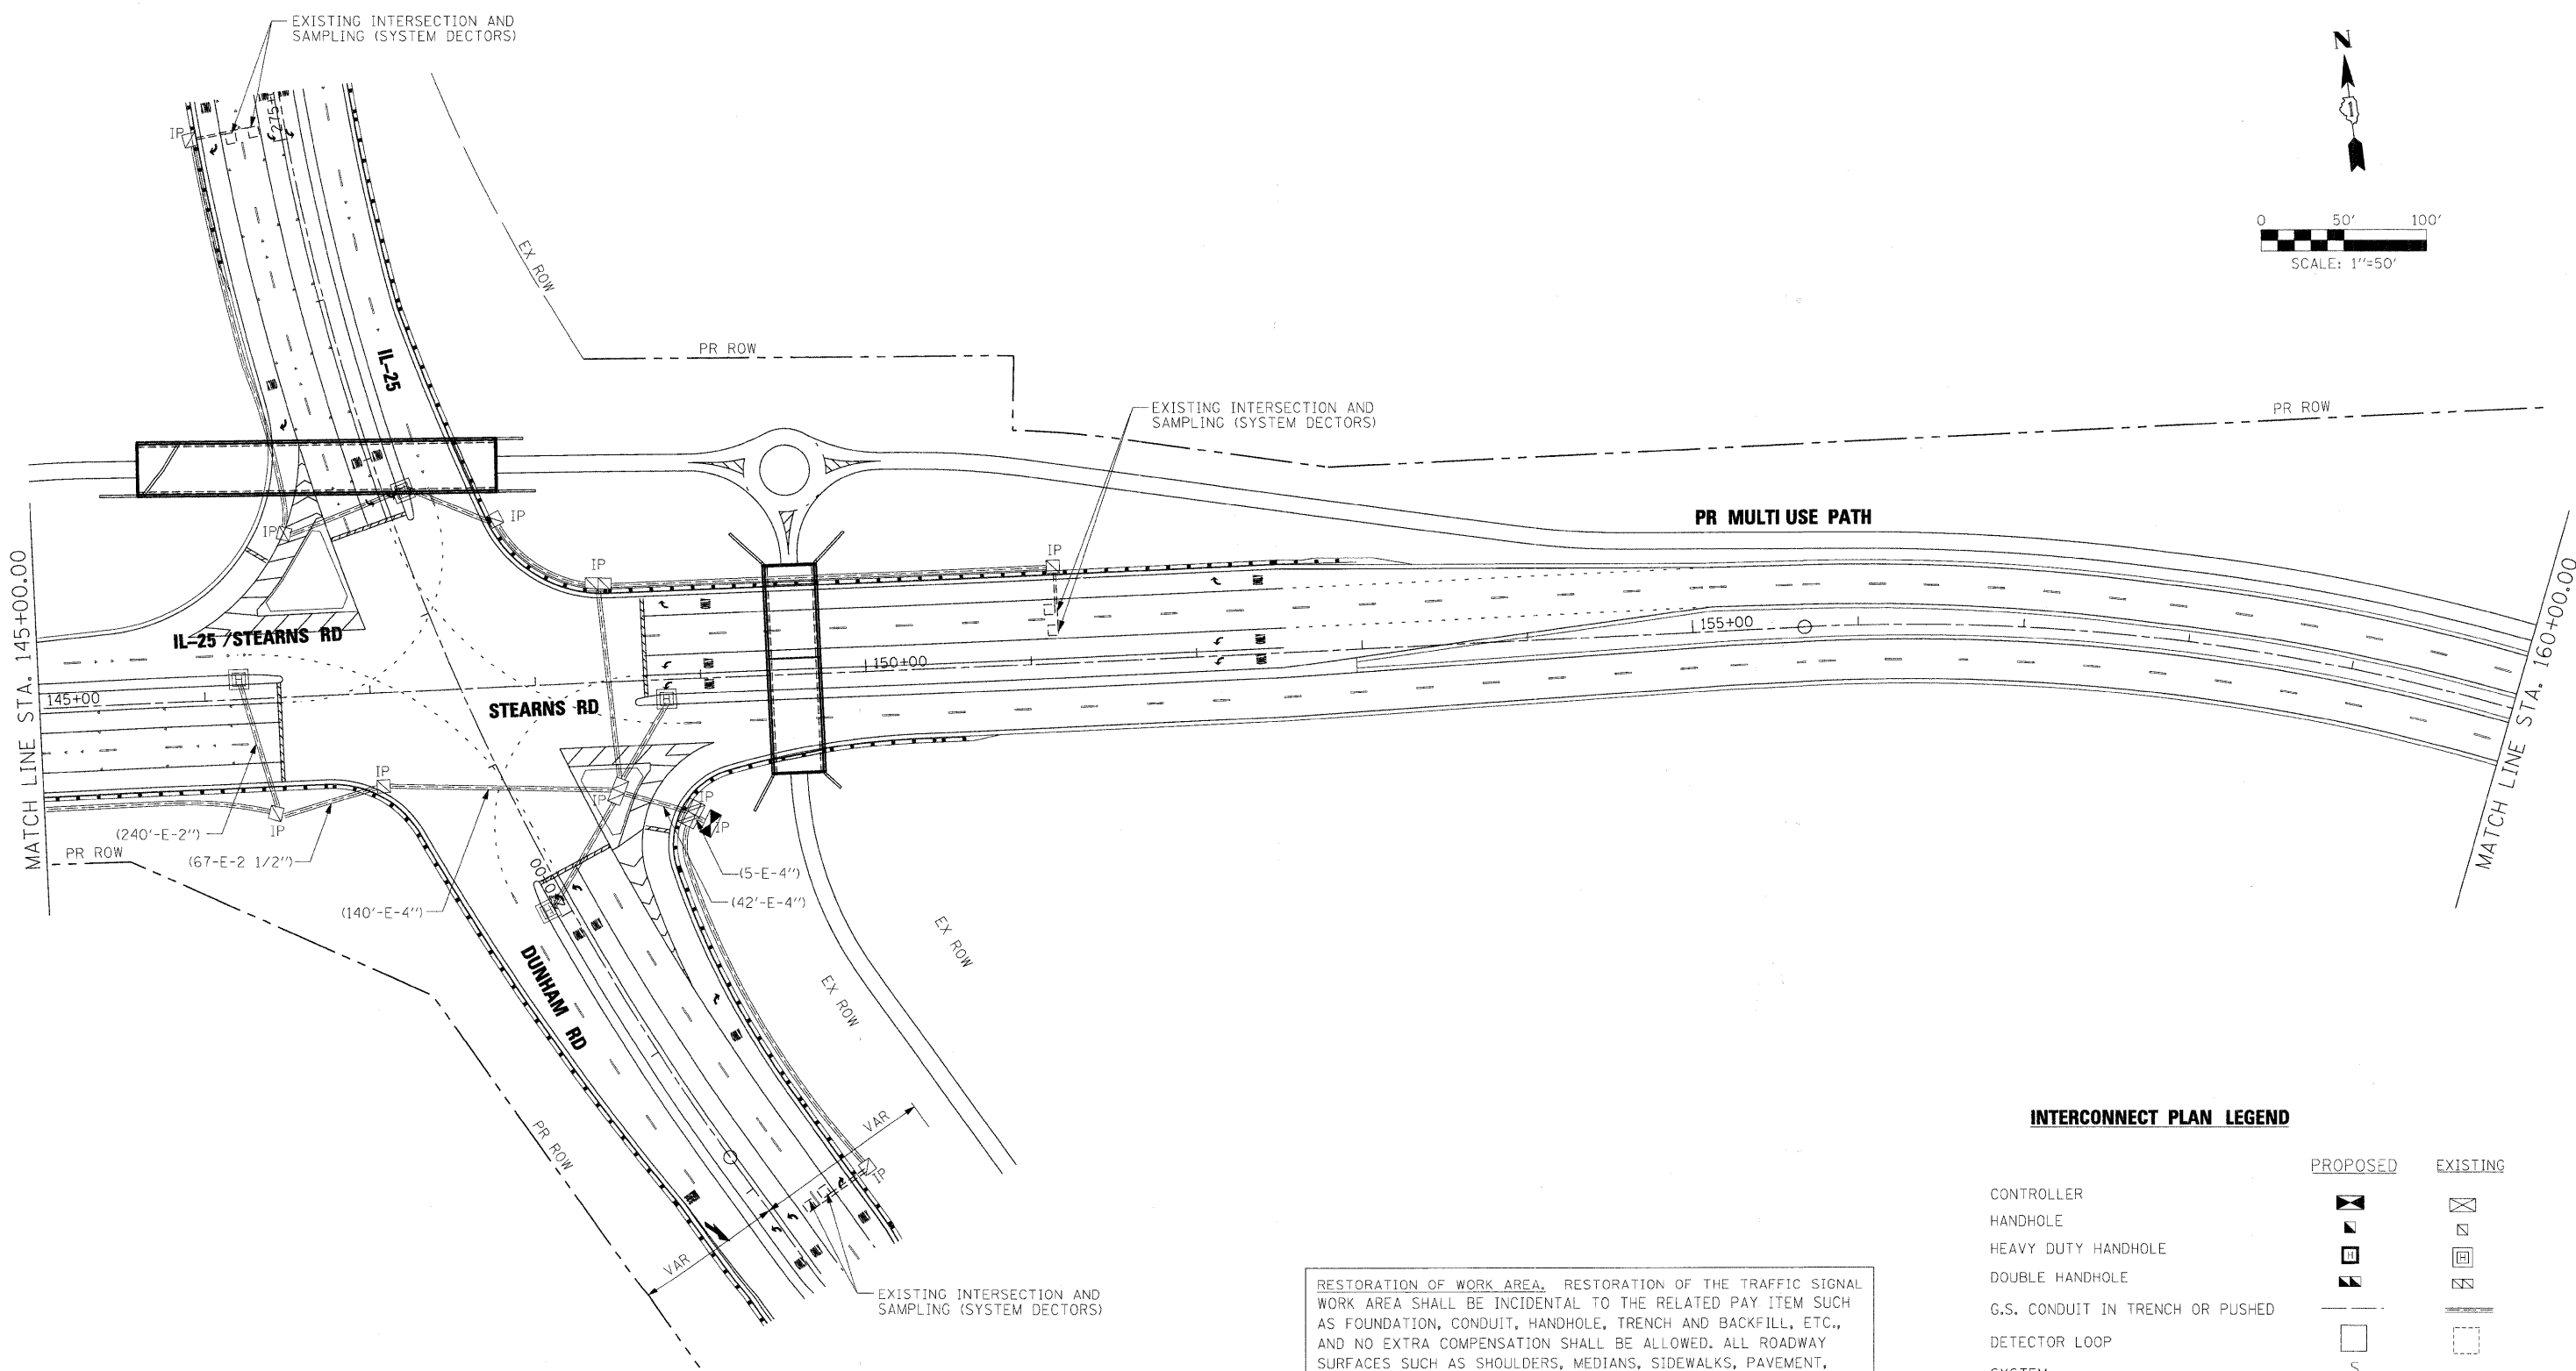 EXISTING INTERSECTION AND
SAMPLING (SYSTEM DECTORS)
N
1
0 50' 100'
SCALE: 1''=50'
IP
275+
EX ROW
IL-25
PR ROW
EXISTING INTERSECTION AND
SAMPLING (SYSTEM DECTORS)
PR ROW
IP
IP
IP
IP
PR MULTI USE PATH
MATCH LINE STA. 145+00.00
MATCH LINE STA. 160+00.00
IL-25 /STEARNS RD
H
H
H
145+00
STEARNS RD
150+00
155+00
IP
IP
IP
IP
IP
(240'-E-2'')
(67-E-2 1/2'')
PR ROW
(140'-E-4'')
(5-E-4'')
(42'-E-4'')
H
DUNHAM RD
EX ROW
EX ROW
PR ROW
VAR
VAR
IP
EXISTING INTERSECTION AND
SAMPLING (SYSTEM DECTORS)
RESTORATION OF WORK AREA. RESTORATION OF THE TRAFFIC SIGNAL
WORK AREA SHALL BE INCIDENTAL TO THE RELATED PAY ITEM SUCH
AS FOUNDATION, CONDUIT, HANDHOLE, TRENCH AND BACKFILL, ETC.,
AND NO EXTRA COMPENSATION SHALL BE ALLOWED. ALL ROADWAY
SURFACES SUCH AS SHOULDERS, MEDIANS, SIDEWALKS, PAVEMENT,
INTERCONNECT PLAN LEGEND
PROPOSED EXISTING
CONTROLLER
HANDHOLE
HEAVY DUTY HANDHOLE H H
DOUBLE HANDHOLE
G.S. CONDUIT IN TRENCH OR PUSHED
DETECTOR LOOP
S